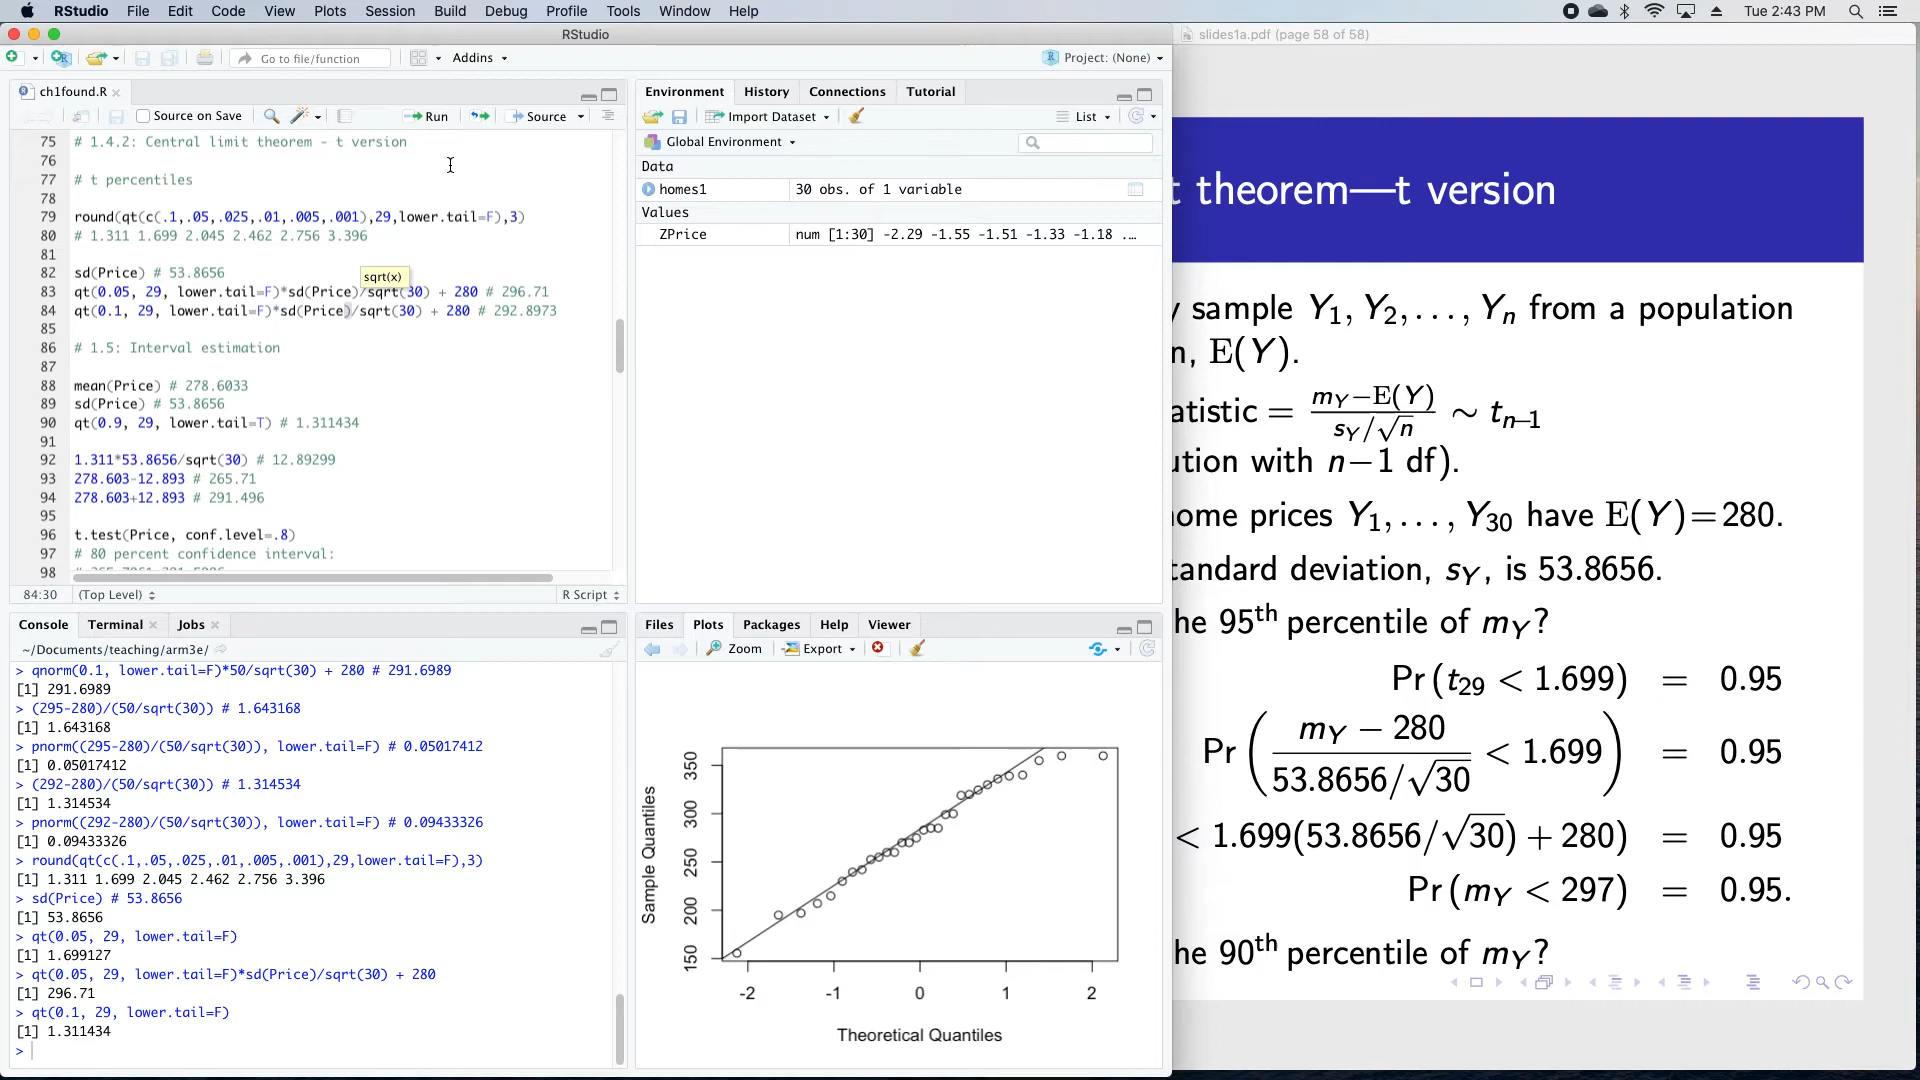 RStudio File Edit Code View Plots Session Build Debug Profile Tools Window Help Tue 2:43 PM
RStudio
slides1a.pdf (page 58 of 58)
Go to file/function Addins Project: (None)
ch1found.R
Source on Save Run Source
75 # 1.4.2: Central limit theorem - t version
76
77 # t percentiles
78
79 round(qt(c(.1,.05,.025,.01,.005,.001),29,lower.tail=F),3)
80 # 1.311 1.699 2.045 2.462 2.756 3.396
81
82 sd(Price) # 53.8656
sqrt(x)
83 qt(0.05, 29, lower.tail=F)*sd(Price)/sqrt(30) + 280 # 296.71
84 qt(0.1, 29, lower.tail=F)*sd(Price)/sqrt(30) + 280 # 292.8973
85
86 # 1.5: Interval estimation
87
88 mean(Price) # 278.6033
89 sd(Price) # 53.8656
90 qt(0.9, 29, lower.tail=T) # 1.311434
91
92 1.311*53.8656/sqrt(30) # 12.89299
93 278.603-12.893 # 265.71
94 278.603+12.893 # 291.496
95
96 t.test(Price, conf.level=.8)
97 # 80 percent confidence interval:
98
84:30 (Top Level) R Script
Console Terminal Jobs
~/Documents/teaching/arm3e/
> qnorm(0.1, lower.tail=F)*50/sqrt(30) + 280 # 291.6989
[1] 291.6989
> (295-280)/(50/sqrt(30)) # 1.643168
[1] 1.643168
> pnorm((295-280)/(50/sqrt(30)), lower.tail=F) # 0.05017412
[1] 0.05017412
> (292-280)/(50/sqrt(30)) # 1.314534
[1] 1.314534
> pnorm((292-280)/(50/sqrt(30)), lower.tail=F) # 0.09433326
[1] 0.09433326
> round(qt(c(.1,.05,.025,.01,.005,.001),29,lower.tail=F),3)
[1] 1.311 1.699 2.045 2.462 2.756 3.396
> sd(Price) # 53.8656
[1] 53.8656
> qt(0.05, 29, lower.tail=F)
[1] 1.699127
> qt(0.05, 29, lower.tail=F)*sd(Price)/sqrt(30) + 280
[1] 296.71
> qt(0.1, 29, lower.tail=F)
[1] 1.311434
>
Environment History Connections Tutorial
Import Dataset List
Global Environment
Data
homes1 30 obs. of 1 variable
Values
ZPrice num [1:30] -2.29 -1.55 -1.51 -1.33 -1.18 ...
Files Plots Packages Help Viewer
Zoom Export
Sample Quantiles
350
300
250
200
150
-2 -1 0 1 2
Theoretical Quantiles
t theorem—t version
sample Y₁, Y₂, . . . , Yₙ from a population
n, E(Y).
atistic = (m_Y−E(Y))/(s_Y/√n) ∼ tₙ₋₁
ution with n−1 df).
ome prices Y₁, . . . , Y₃₀ have E(Y)=280.
tandard deviation, s_Y, is 53.8656.
he 95th percentile of m_Y?
Pr (t₂₉ < 1.699) = 0.95
Pr ( (m_Y − 280)/(53.8656/√30) < 1.699 ) = 0.95
< 1.699(53.8656/√30) + 280) = 0.95
Pr (m_Y < 297) = 0.95.
he 90th percentile of m_Y?